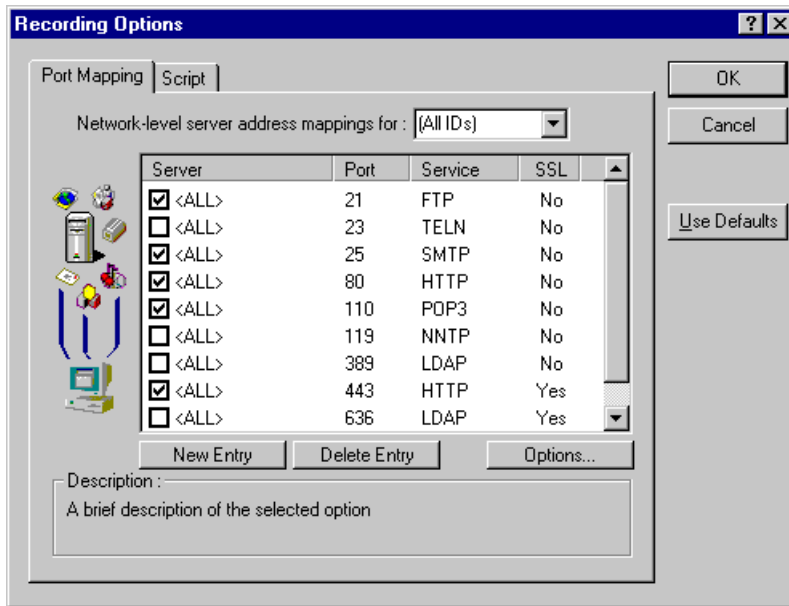 Recording Options
Port Mapping Script
OK
Cancel
Use Defaults
Network-level server address mappings for : (All IDs)
Server Port Service SSL
<ALL> 21 FTP No
<ALL> 23 TELN No
<ALL> 25 SMTP No
<ALL> 80 HTTP No
<ALL> 110 POP3 No
<ALL> 119 NNTP No
<ALL> 389 LDAP No
<ALL> 443 HTTP Yes
<ALL> 636 LDAP Yes
New Entry Delete Entry Options...
Description :
A brief description of the selected option